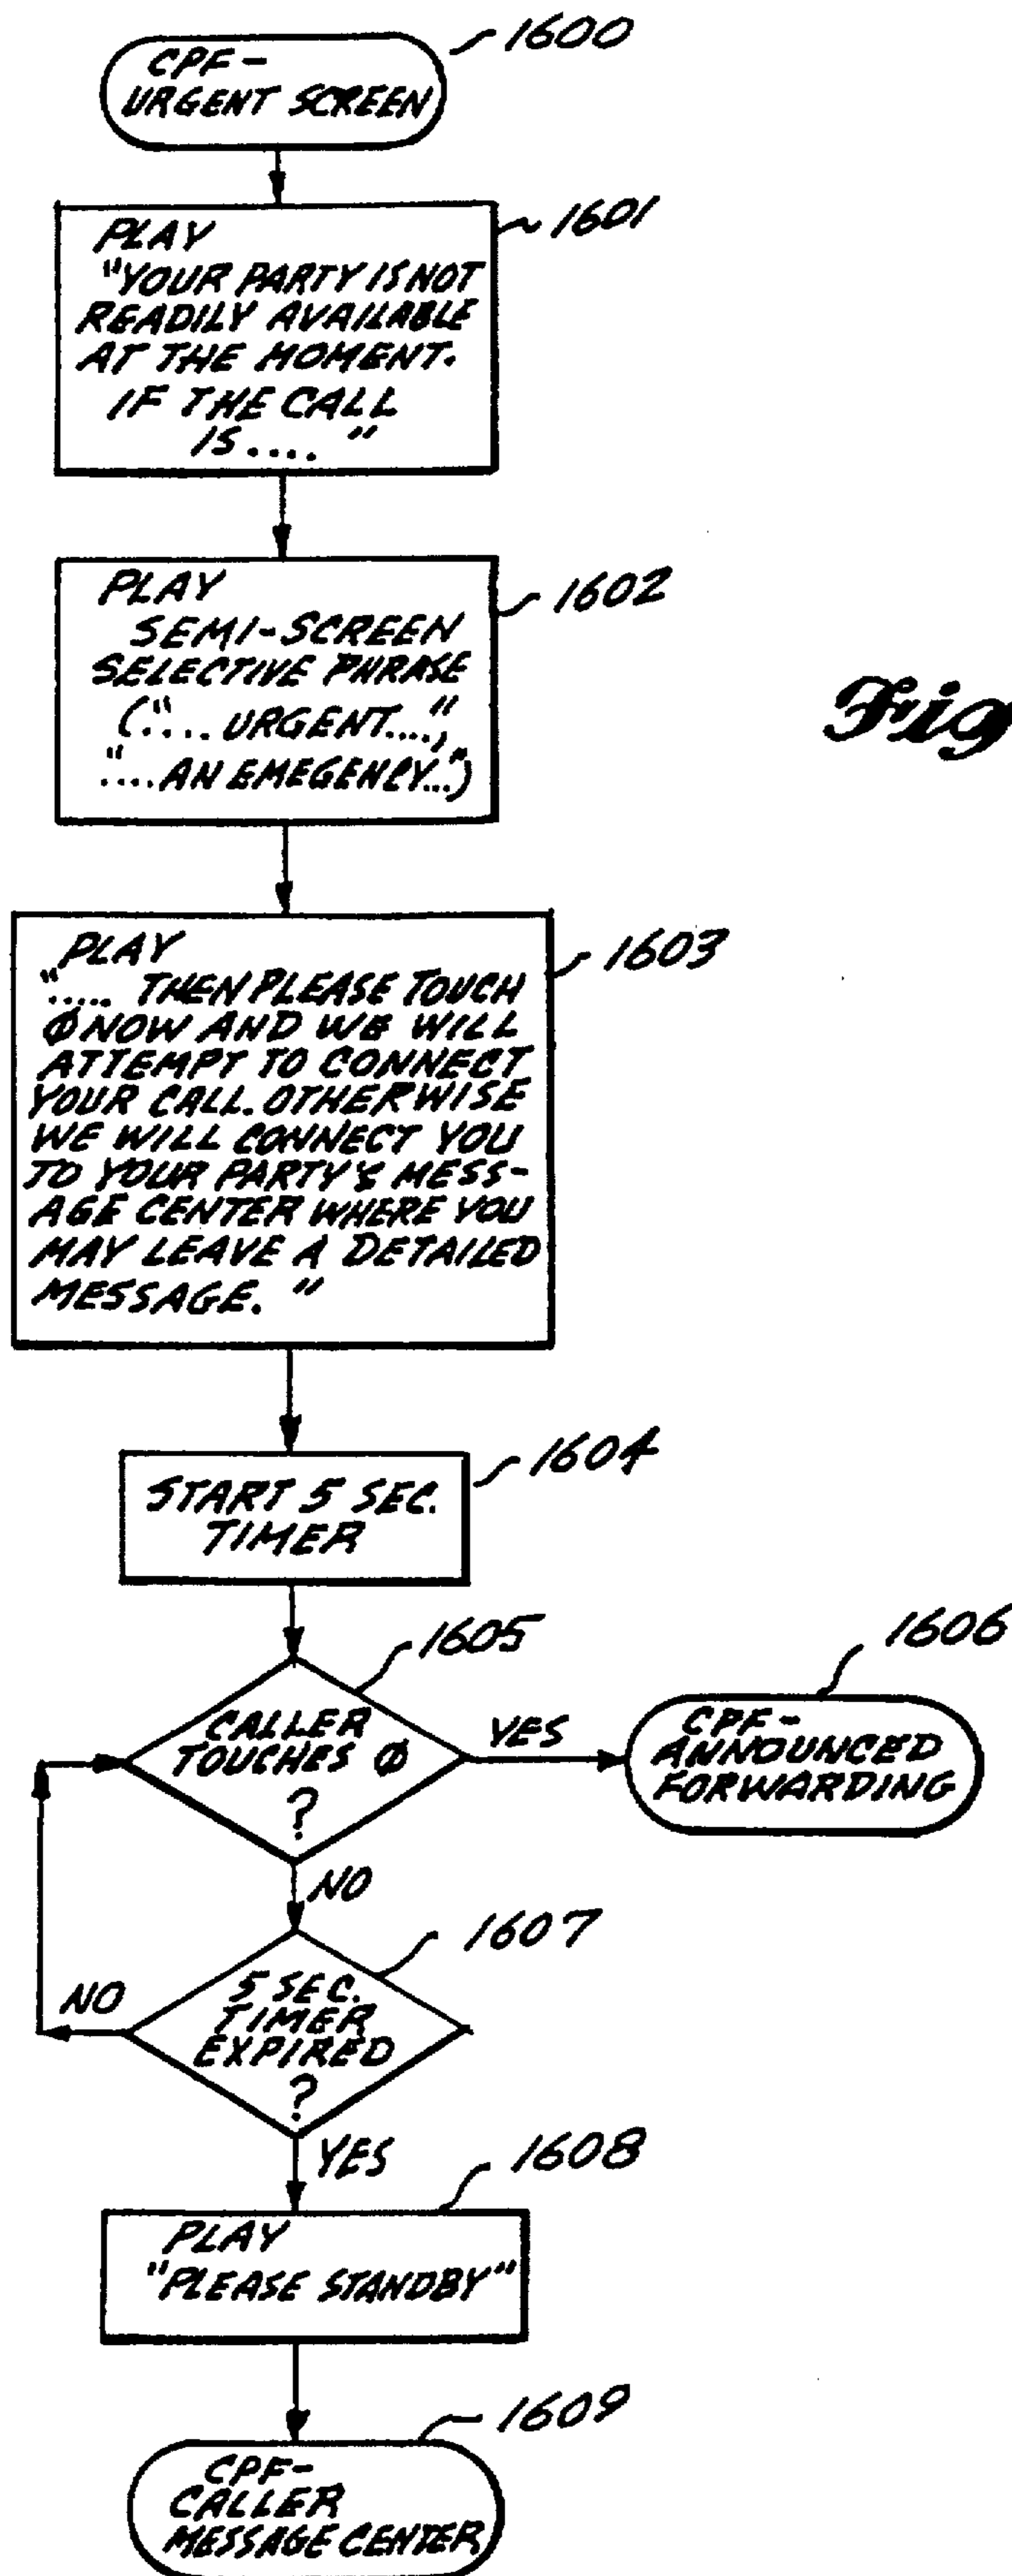 1600
CPF-
URGENT SCREEN
1601
PLAY
"YOUR PARTY IS NOT
READILY AVAILABLE
AT THE MOMENT.
IF THE CALL
IS...."
1602
PLAY
SEMI-SCREEN
SELECTIVE PHRASE
(".... URGENT....,"
"....AN EMEGENCY...")
Fig
1603
PLAY
"..... THEN PLEASE TOUCH
Ø NOW AND WE WILL
ATTEMPT TO CONNECT
YOUR CALL. OTHERWISE
WE WILL CONNECT YOU
TO YOUR PARTY'S MESS-
AGE CENTER WHERE YOU
MAY LEAVE A DETAILED
MESSAGE."
1604
START 5 SEC.
TIMER
1605
CALLER
TOUCHES Ø
?
YES
1606
CPF-
ANNOUNCED
FORWARDING
NO
1607
5 SEC.
TIMER
EXPIRED
?
NO
YES
1608
PLAY
"PLEASE STANDBY"
1609
CPF-
CALLER
MESSAGE CENTER